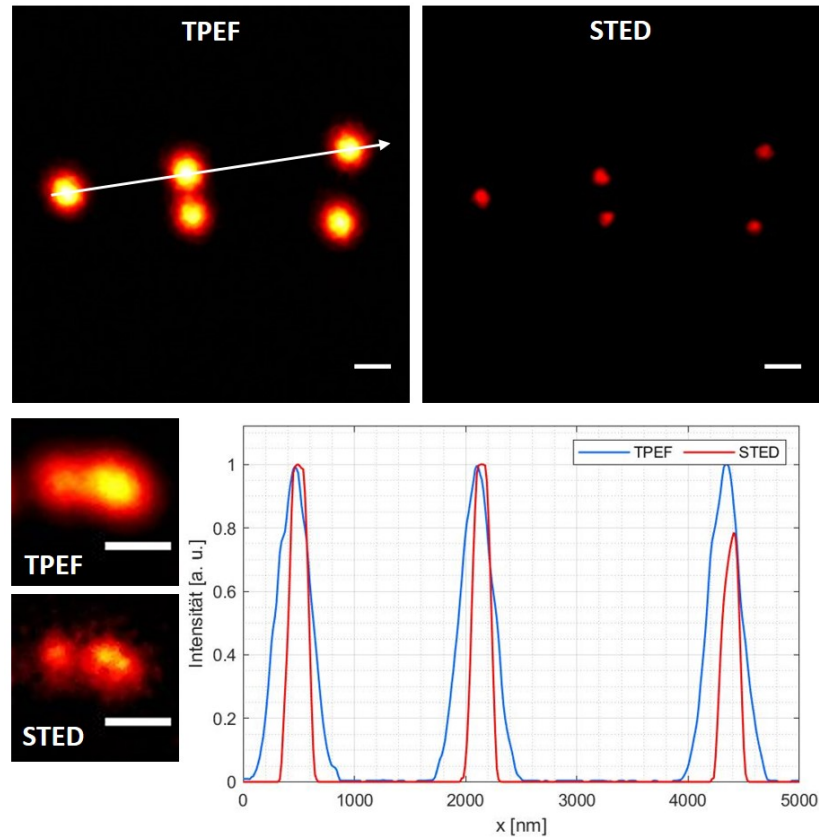 TPEF
STED
TPEF
STED
TPEF
STED
Intensität [a. u.]
1
0.8
0.6
0.4
0.2
0
0
1000
2000
3000
4000
5000
x [nm]